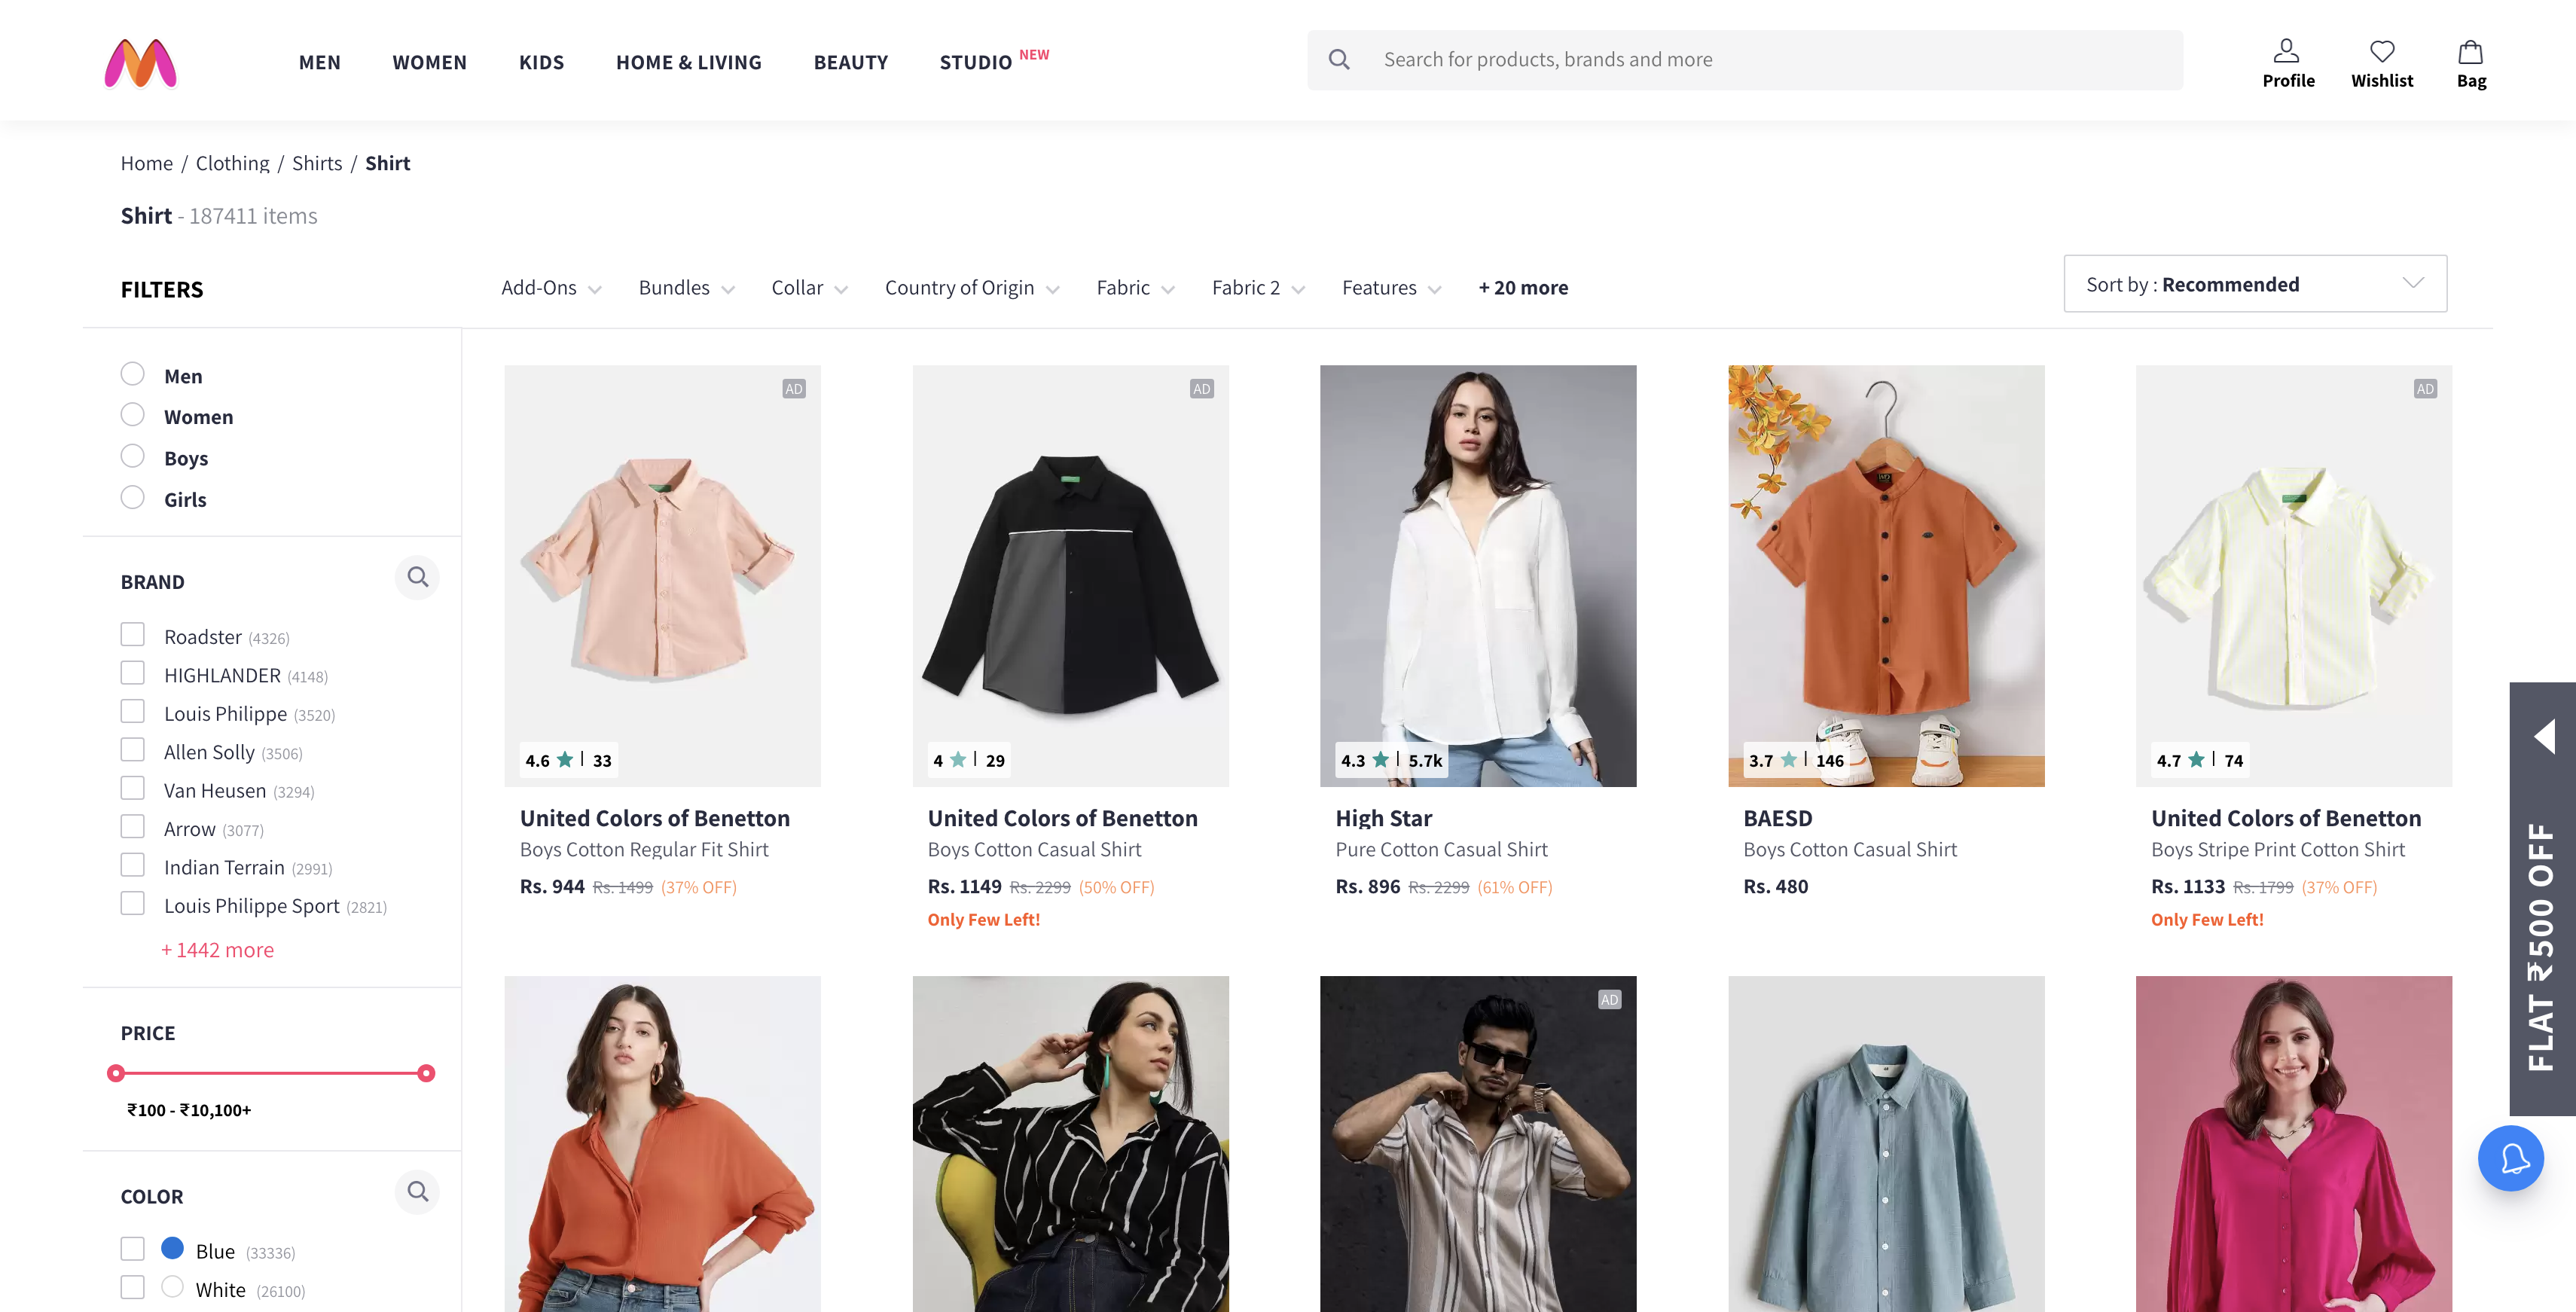 MEN WOMEN KIDS HOME & LIVING BEAUTY STUDIO NEW
Search for products, brands and more
Profile Wishlist Bag
Home / Clothing / Shirts / Shirt
Shirt - 187411 items
FILTERS
Add-Ons Bundles Collar Country of Origin Fabric Fabric 2 Features + 20 more
Sort by : Recommended
Men
Women
Boys
Girls
BRAND
Roadster (4326)
HIGHLANDER (4148)
Louis Philippe (3520)
Allen Solly (3506)
Van Heusen (3294)
Arrow (3077)
Indian Terrain (2991)
Louis Philippe Sport (2821)
+ 1442 more
PRICE
₹100 - ₹10,100+
COLOR
Blue (33336)
White (26100)
AD
4.6 | 33
United Colors of Benetton
Boys Cotton Regular Fit Shirt
Rs. 944 Rs. 1499 (37% OFF)
AD
4 | 29
United Colors of Benetton
Boys Cotton Casual Shirt
Rs. 1149 Rs. 2299 (50% OFF)
Only Few Left!
4.3 | 5.7k
High Star
Pure Cotton Casual Shirt
Rs. 896 Rs. 2299 (61% OFF)
3.7 | 146
BAESD
Boys Cotton Casual Shirt
Rs. 480
AD
4.7 | 74
United Colors of Benetton
Boys Stripe Print Cotton Shirt
Rs. 1133 Rs. 1799 (37% OFF)
Only Few Left!
AD
FLAT ₹500 OFF